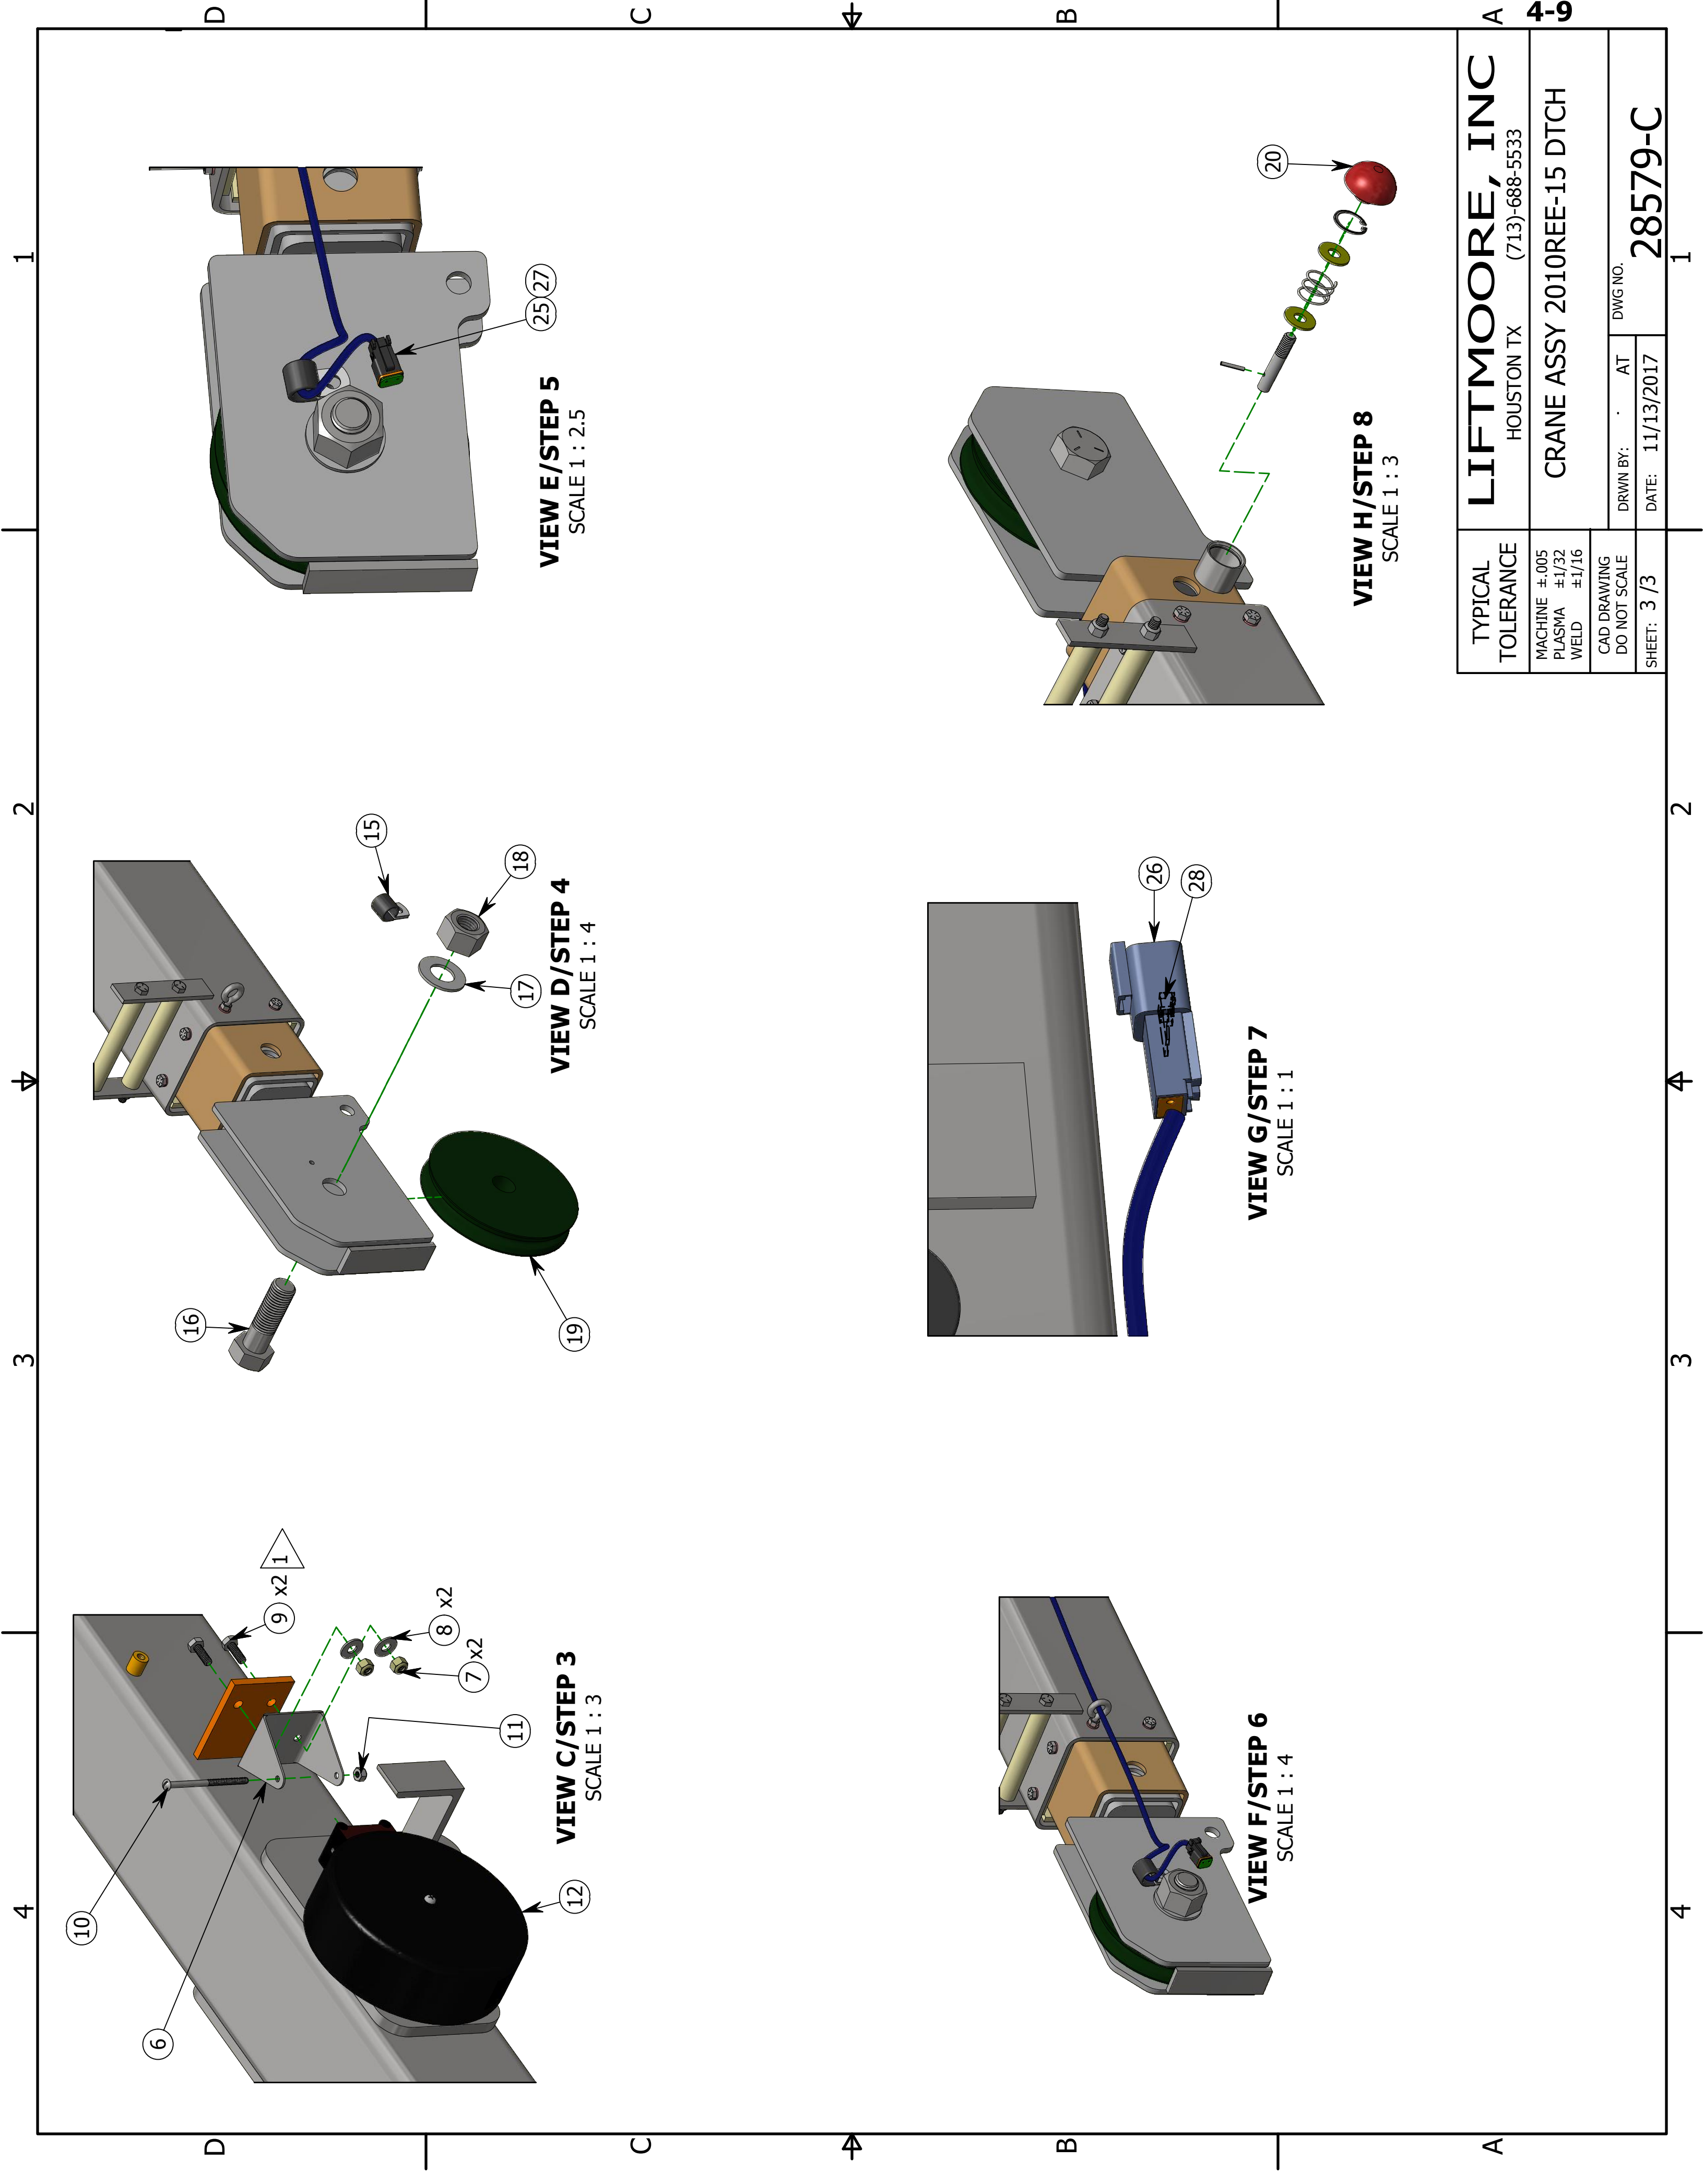 4
3
2
1
D
C
B
A
4-9
10
6
9 x2
1
8 x2
7 x2
11
12
VIEW C/STEP 3
SCALE 1 : 3
16
15
18
17
19
VIEW D/STEP 4
SCALE 1 : 4
25 27
VIEW E/STEP 5
SCALE 1 : 2.5
VIEW F/STEP 6
SCALE 1 : 4
26
28
VIEW G/STEP 7
SCALE 1 : 1
20
VIEW H/STEP 8
SCALE 1 : 3
TYPICAL
TOLERANCE
MACHINE ±.005
PLASMA ±1/32
WELD ±1/16
CAD DRAWING
DO NOT SCALE
SHEET: 3 /3
LIFTMOORE, INC
HOUSTON TX (713)-688-5533
CRANE ASSY 2010REE-15 DTCH
DRWN BY: . AT
DATE: 11/13/2017
DWG NO.
28579-C
D
C
B
A
4
3
2
1